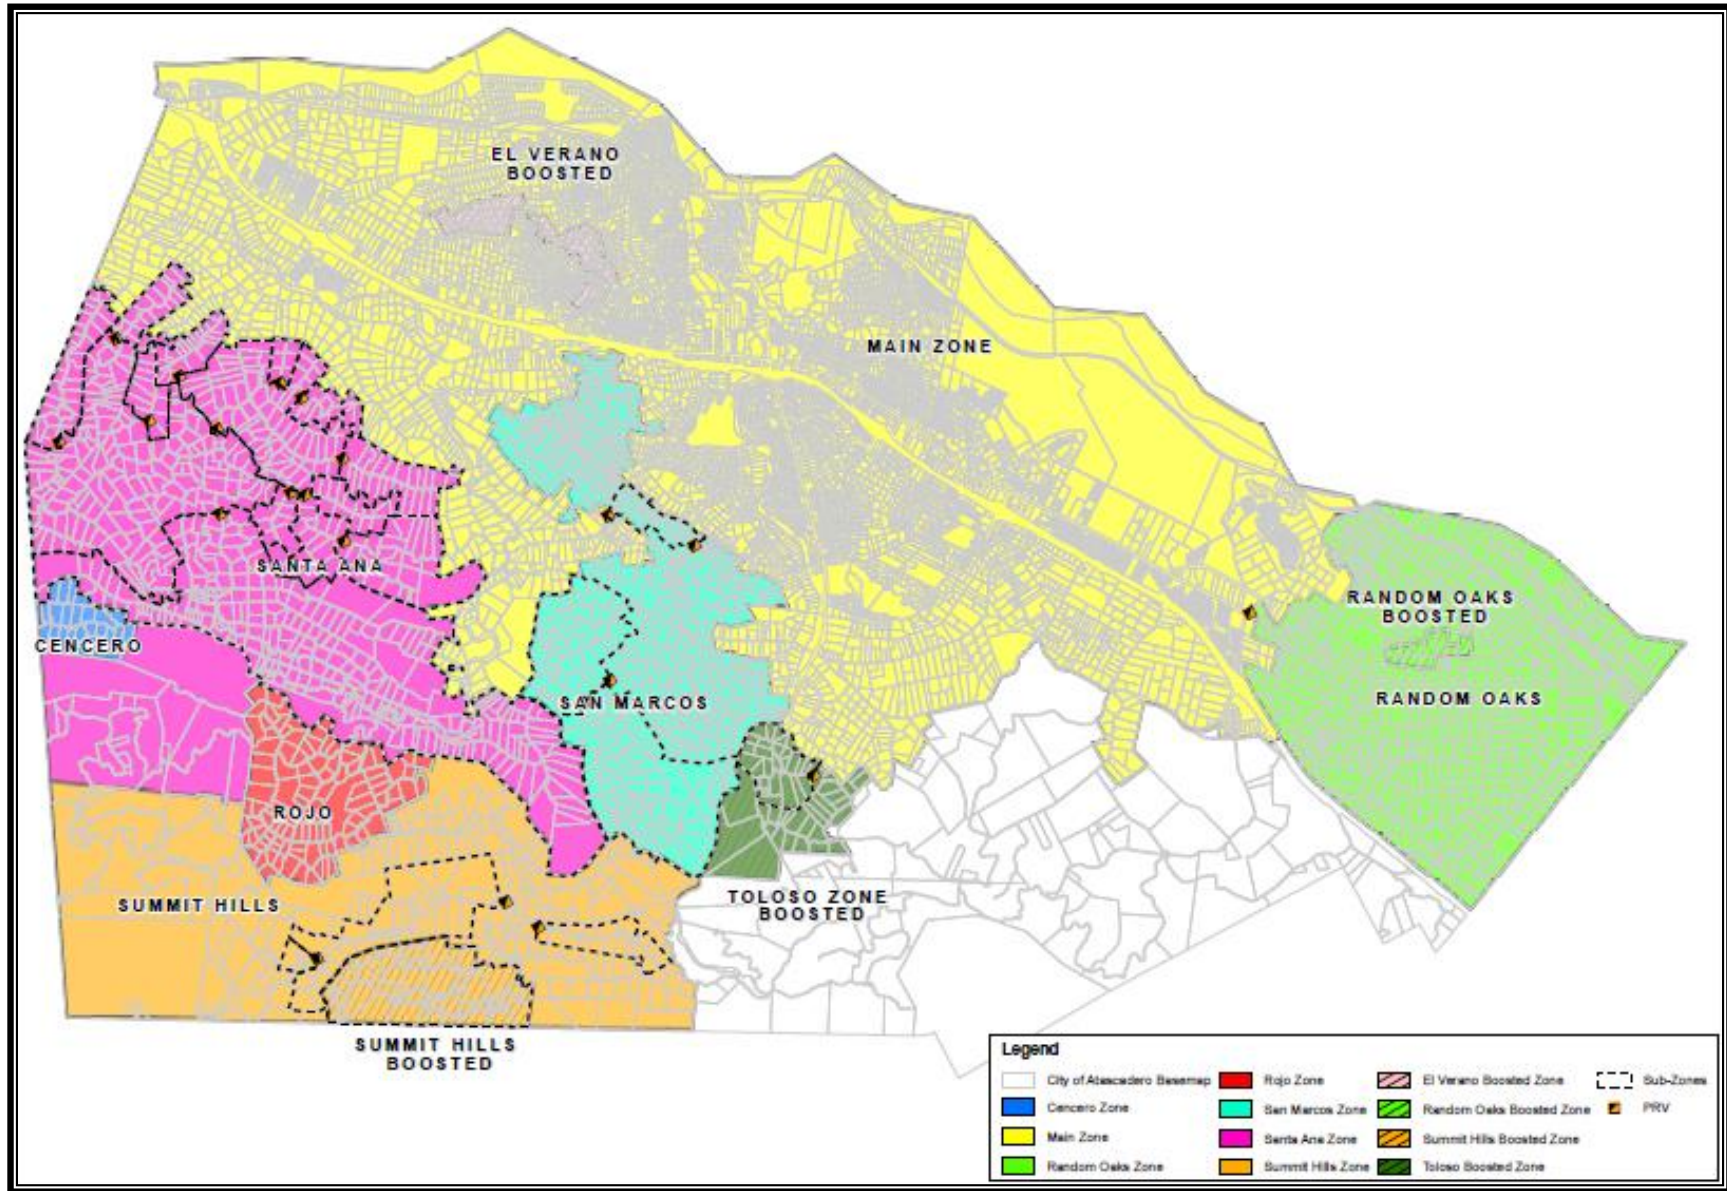 EL VERANO
BOOSTED
MAIN ZONE
RANDOM OAKS
BOOSTED
SANTA ANA
CENCERO
RANDOM OAKS
SAN MARCOS
ROJO
SUMMIT HILLS
TOLOSO ZONE
BOOSTED
SUMMIT HILLS
BOOSTED
Legend
City of Atascadero Basemap
Cencero Zone
Main Zone
Random Oaks Zone
Rojo Zone
San Marcos Zone
Santa Ana Zone
Summit Hills Zone
El Verano Boosted Zone
Random Oaks Boosted Zone
Summit Hills Boosted Zone
Toloso Boosted Zone
Sub-Zones
PRV